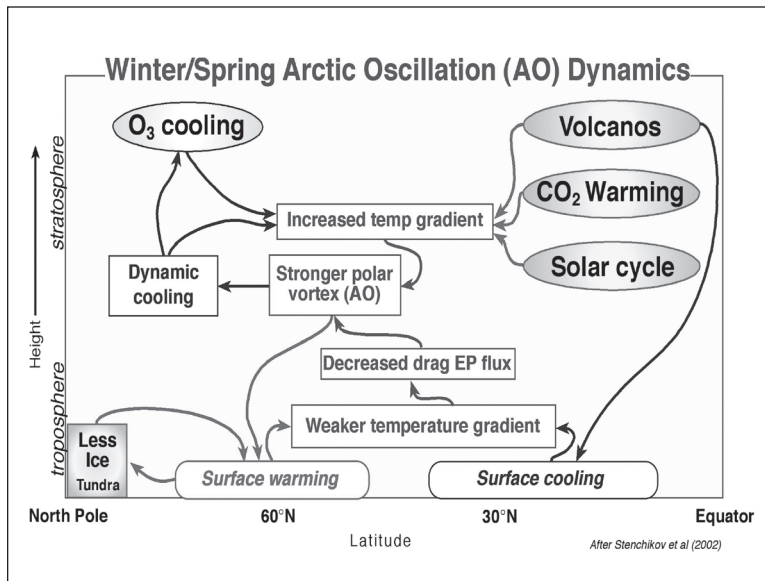 Winter/Spring Arctic Oscillation (AO) Dynamics
O₃ cooling
Volcanos
CO₂ Warming
Increased temp gradient
Solar cycle
Dynamic
cooling
Stronger polar
vortex (AO)
Decreased drag EP flux
Weaker temperature gradient
Less
Ice
Tundra
Surface warming
Surface cooling
stratosphere
Height
troposphere
North Pole
60°N
30°N
Equator
Latitude
After Stenchikov et al (2002)